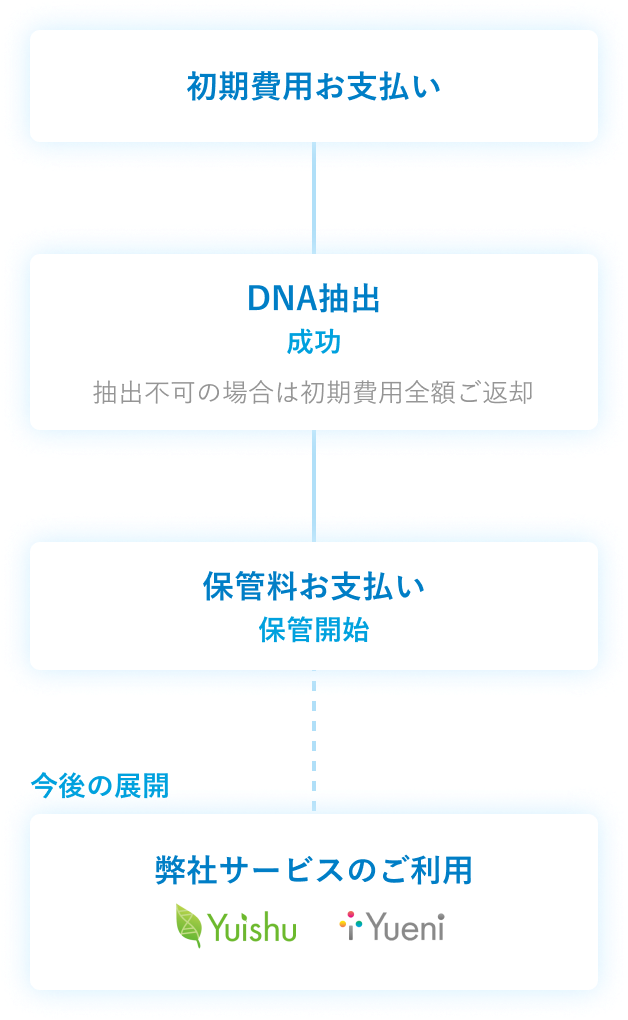 初期費用お支払い
DNA抽出
成功
抽出不可の場合は初期費用全額ご返却
保管料お支払い
保管開始
今後の展開
弊社サービスのご利用
Yuishu Yueni